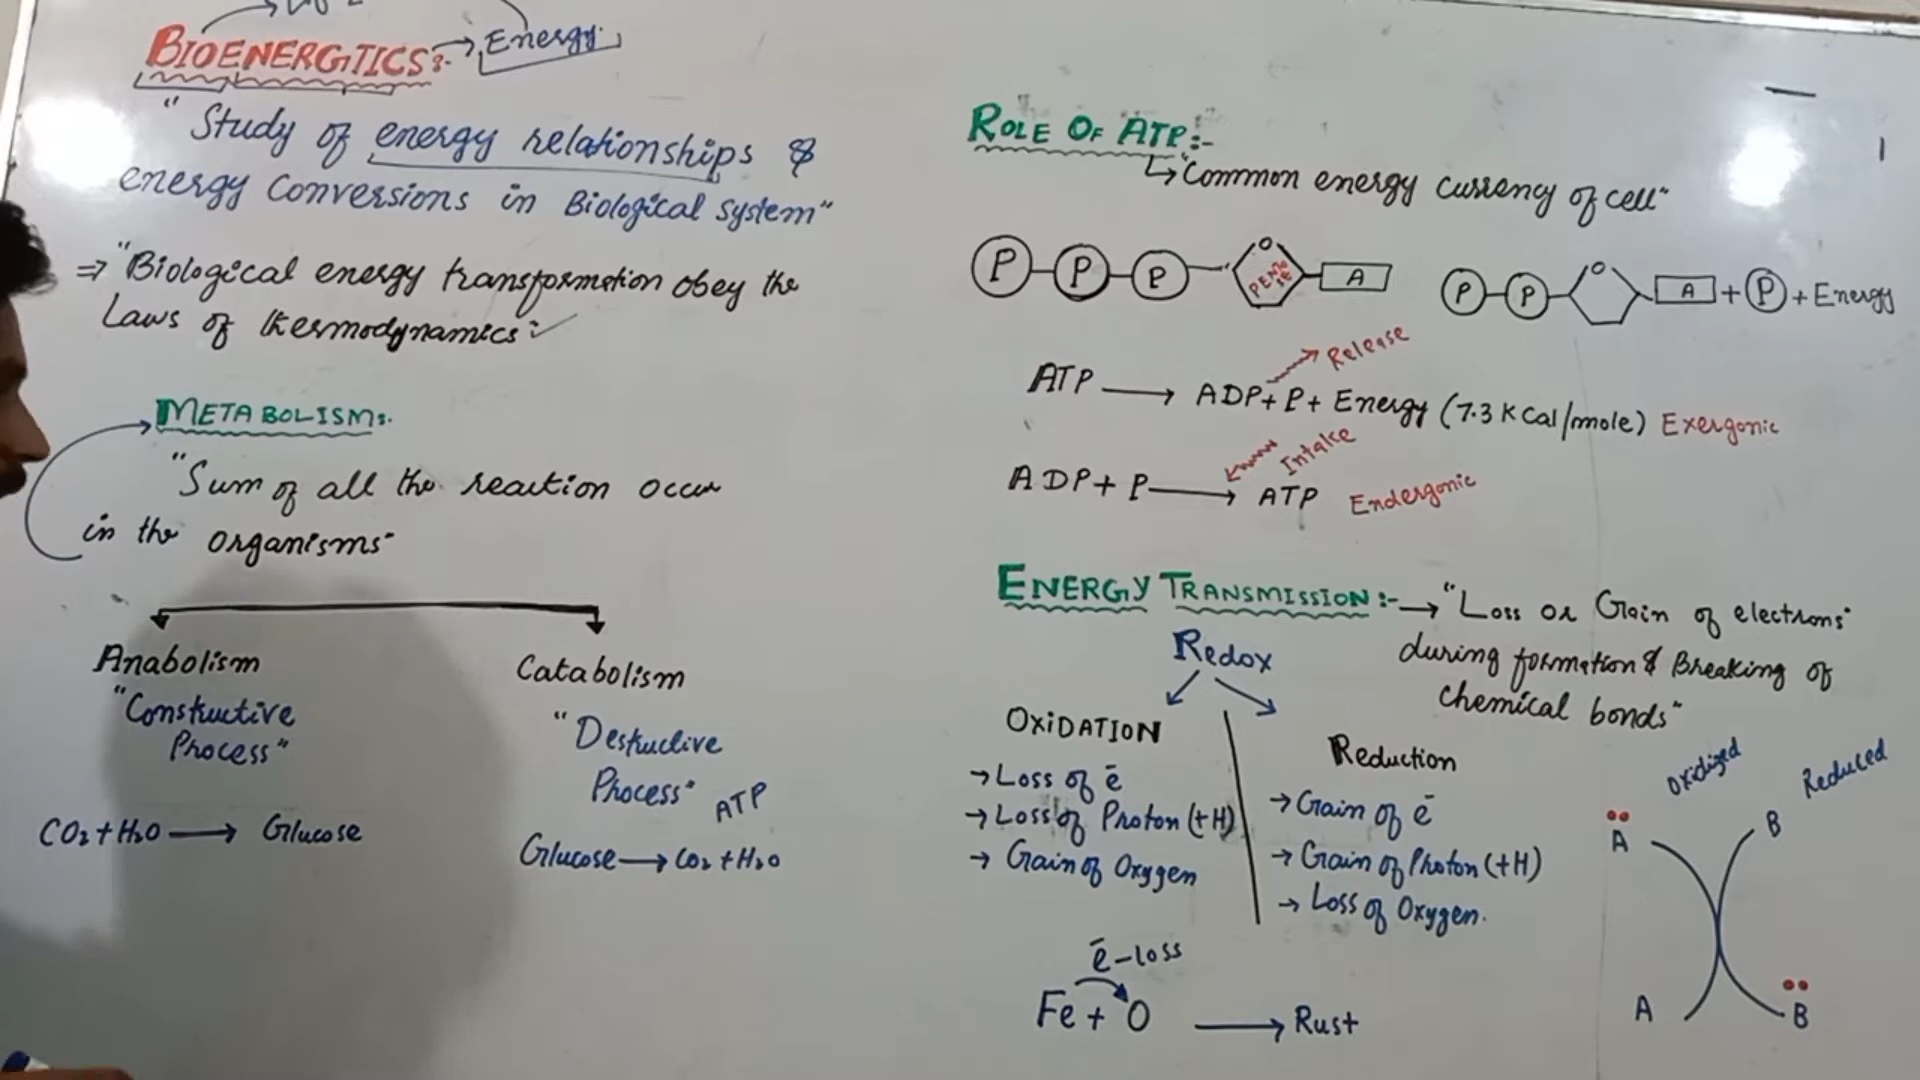 BIOENERGTICS:- → Energy
"Study of energy relationships &
energy Conversions in Biological System"
⇒ "Biological energy transformation obey the
Laws of thermodynamics:
METABOLISM:-
"Sum of all the reaction occur
in the organisms"
Anabolism
"Constuctive
Process"
CO2 + H2O → Glucose
Catabolism
"Destuctive
Process"
ATP
Glucose → CO2 + H2O
ROLE OF ATP:-
↳ "Common energy currency of cell"
P P P O PENTOSE A
P P O A + P + Energy
Release
ATP → ADP + P + Energy (7.3 KCal/mole) Exergonic
Intake
ADP + P → ATP Endergonic
ENERGY TRANSMISSION:- → "Loss or Gain of electrons"
during formation & Breaking of
chemical bonds"
Redox
OXIDATION
→ Loss of ē
→ Loss of Proton (+H)
→ Gain of Oxygen
Reduction
→ Gain of ē
→ Gain of Photon (+H)
→ Loss of Oxygen.
ē-loss
Fe + O → Rust
Oxidized
Reduced
A B
A B